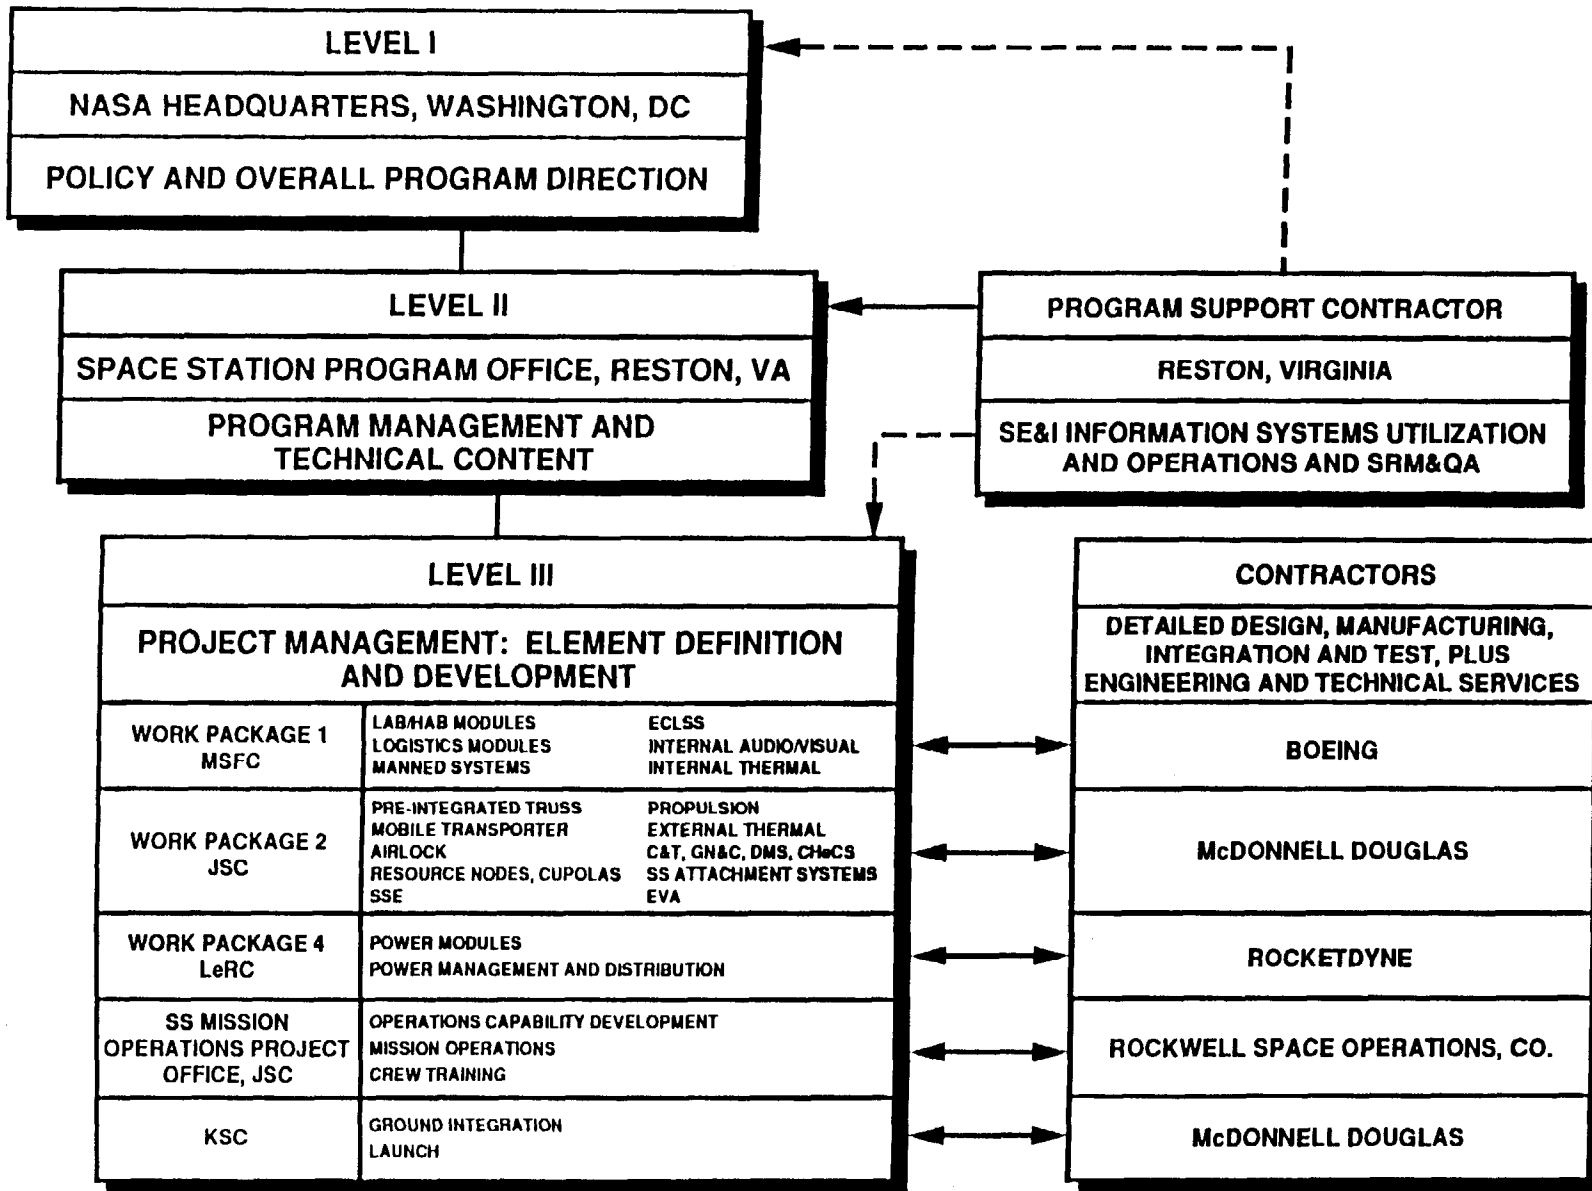 LEVEL I
NASA HEADQUARTERS, WASHINGTON, DC
POLICY AND OVERALL PROGRAM DIRECTION
LEVEL II
SPACE STATION PROGRAM OFFICE, RESTON, VA
PROGRAM MANAGEMENT AND
TECHNICAL CONTENT
PROGRAM SUPPORT CONTRACTOR
RESTON, VIRGINIA
SE&I INFORMATION SYSTEMS UTILIZATION
AND OPERATIONS AND SRM&QA
LEVEL III
PROJECT MANAGEMENT: ELEMENT DEFINITION
AND DEVELOPMENT
WORK PACKAGE 1
MSFC
LAB/HAB MODULES
LOGISTICS MODULES
MANNED SYSTEMS
ECLSS
INTERNAL AUDIO/VISUAL
INTERNAL THERMAL
WORK PACKAGE 2
JSC
PRE-INTEGRATED TRUSS
MOBILE TRANSPORTER
AIRLOCK
RESOURCE NODES, CUPOLAS
SSE
PROPULSION
EXTERNAL THERMAL
C&T, GN&C, DMS, CHeCS
SS ATTACHMENT SYSTEMS
EVA
WORK PACKAGE 4
LeRC
POWER MODULES
POWER MANAGEMENT AND DISTRIBUTION
SS MISSION
OPERATIONS PROJECT
OFFICE, JSC
OPERATIONS CAPABILITY DEVELOPMENT
MISSION OPERATIONS
CREW TRAINING
KSC
GROUND INTEGRATION
LAUNCH
CONTRACTORS
DETAILED DESIGN, MANUFACTURING,
INTEGRATION AND TEST, PLUS
ENGINEERING AND TECHNICAL SERVICES
BOEING
McDONNELL DOUGLAS
ROCKETDYNE
ROCKWELL SPACE OPERATIONS, CO.
McDONNELL DOUGLAS